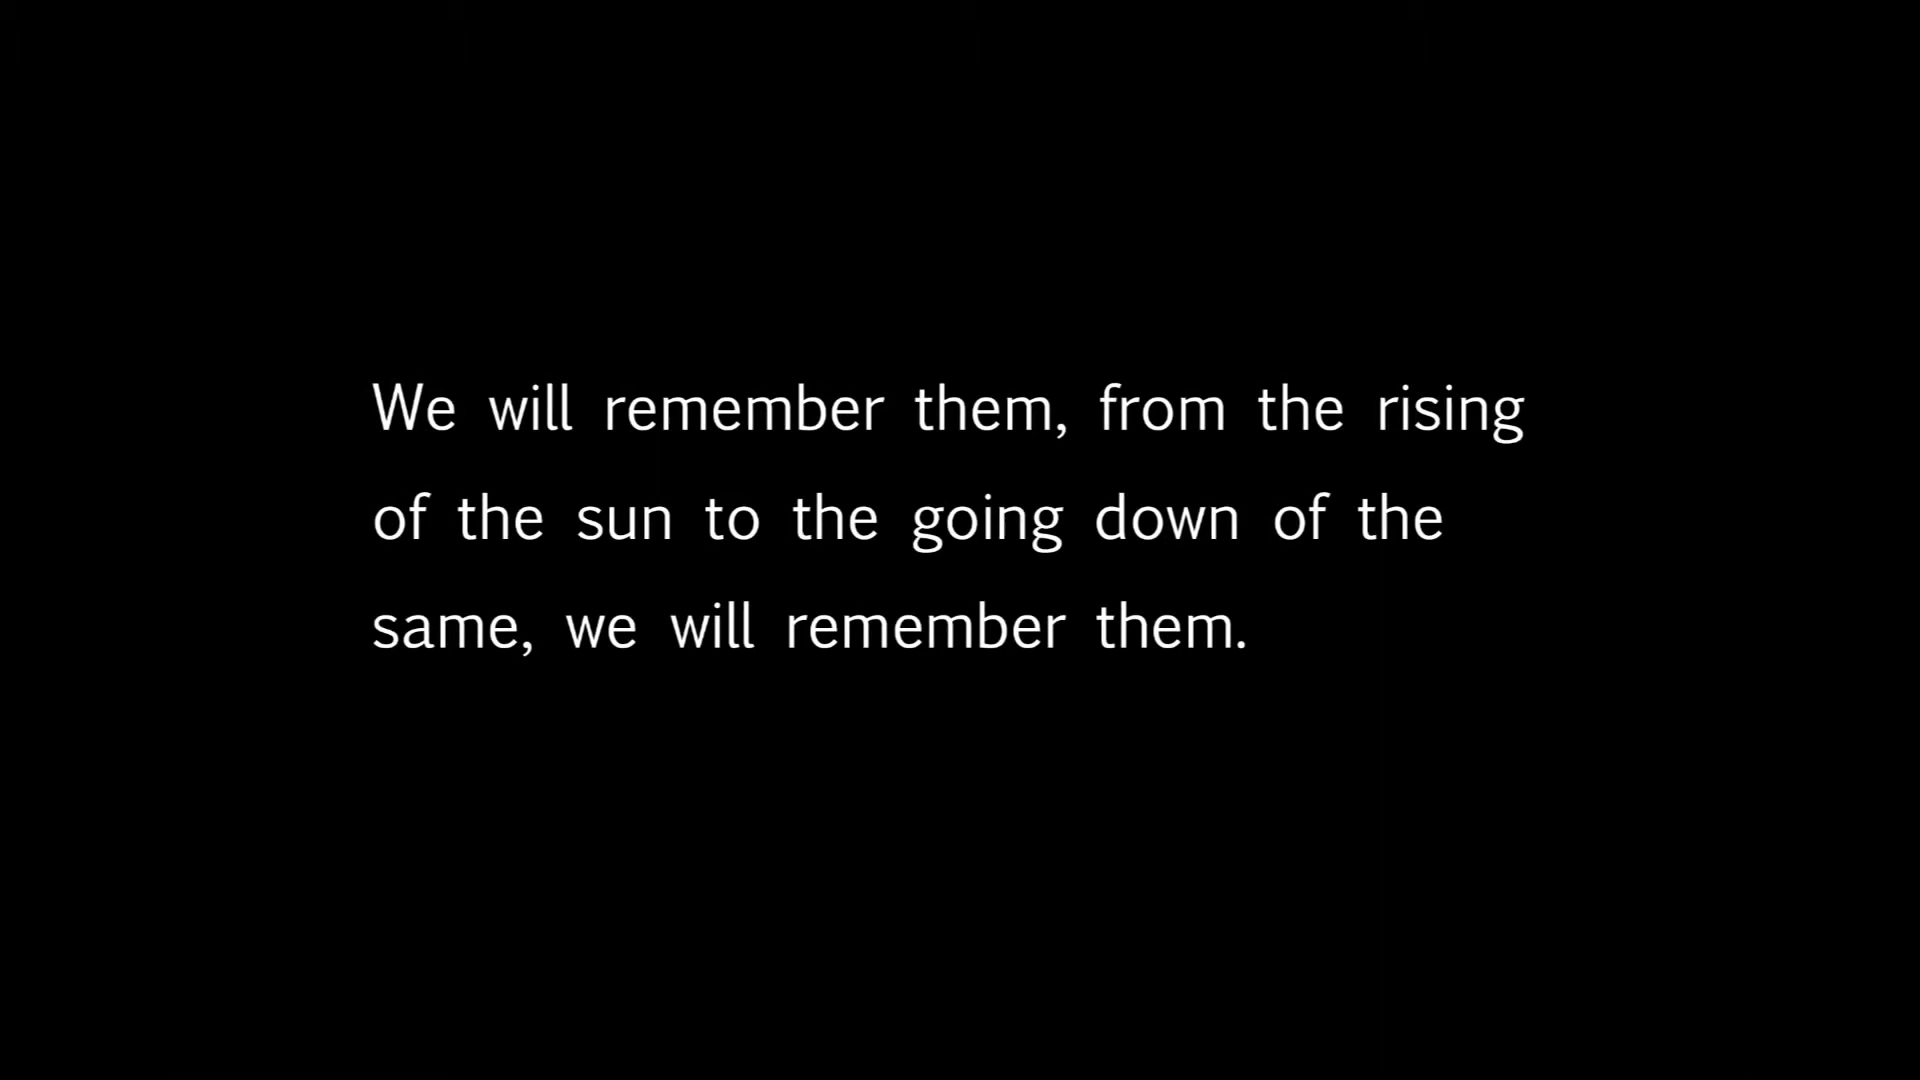 We will remember them, from the rising
of the sun to the going down of the
same, we will remember them.